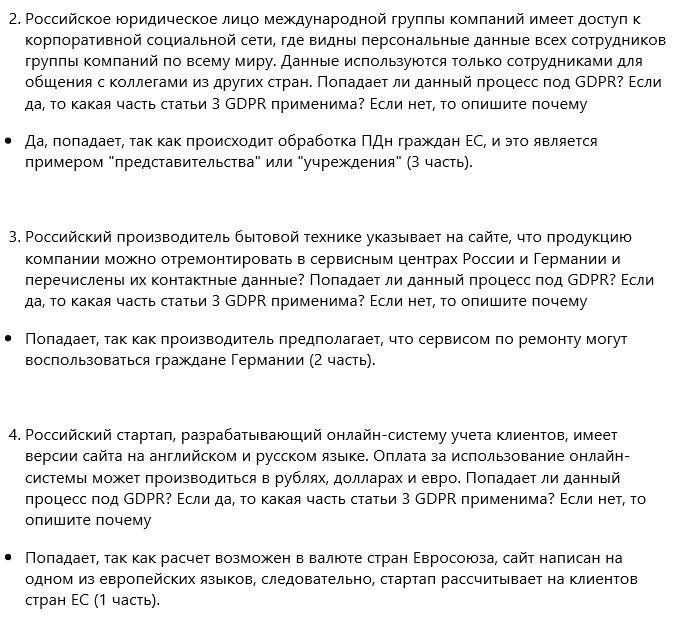 2. Российское юридическое лицо международной группы компаний имеет доступ к
корпоративной социальной сети, где видны персональные данные всех сотрудников
группы компаний по всему миру. Данные используются только сотрудниками для
общения с коллегами из других стран. Попадает ли данный процесс под GDPR? Если
да, то какая часть статьи 3 GDPR применима? Если нет, то опишите почему
• Да, попадает, так как происходит обработка ПДн граждан ЕС, и это является
примером "представительства" или "учреждения" (3 часть).
3. Российский производитель бытовой технике указывает на сайте, что продукцию
компании можно отремонтировать в сервисным центрах России и Германии и
перечислены их контактные данные? Попадает ли данный процесс под GDPR? Если
да, то какая часть статьи 3 GDPR применима? Если нет, то опишите почему
• Попадает, так как производитель предполагает, что сервисом по ремонту могут
воспользоваться граждане Германии (2 часть).
4. Российский стартап, разрабатывающий онлайн-систему учета клиентов, имеет
версии сайта на английском и русском языке. Оплата за использование онлайн-
системы может производиться в рублях, долларах и евро. Попадает ли данный
процесс под GDPR? Если да, то какая часть статьи 3 GDPR применима? Если нет, то
опишите почему
• Попадает, так как расчет возможен в валюте стран Евросоюза, сайт написан на
одном из европейских языков, следовательно, стартап рассчитывает на клиентов
стран ЕС (1 часть).